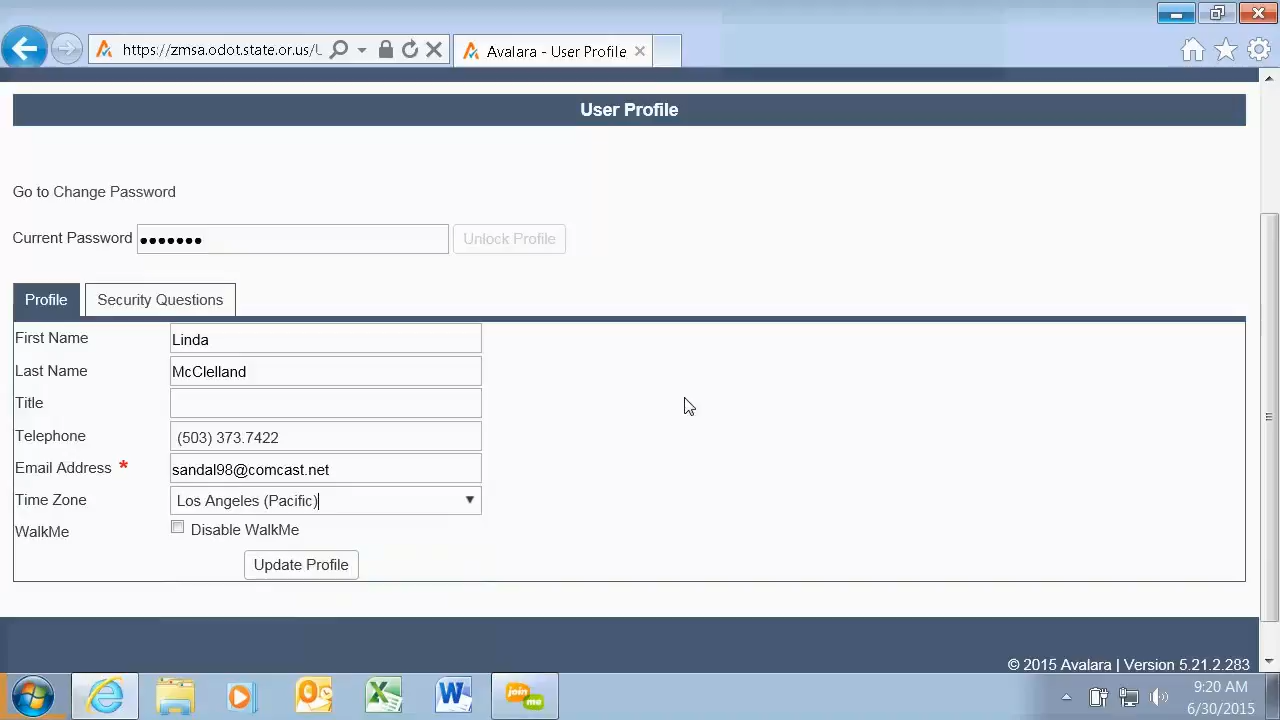 https://zmsa.odot.state.or.us/
Avalara - User Profile
User Profile
Go to Change Password
Current Password
Unlock Profile
Profile
Security Questions
First Name
Linda
Last Name
McClelland
Title
Telephone
(503) 373.7422
Email Address *
sandal98@comcast.net
Time Zone
Los Angeles (Pacific)
WalkMe
Disable WalkMe
Update Profile
© 2015 Avalara | Version 5.21.2.283
join me
9:20 AM
6/30/2015